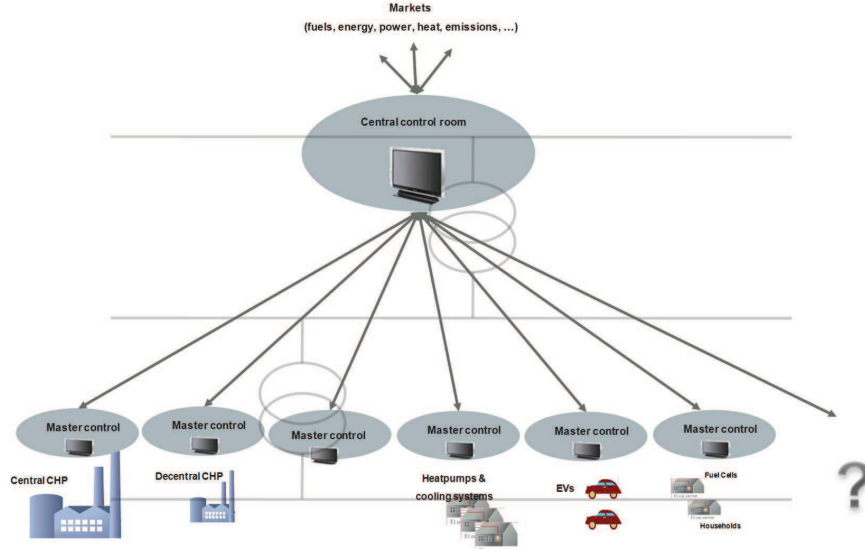 Markets
(fuels, energy, power, heat, emissions, ...)
Central control room
Master control
Master control
Master control
Master control
Master control
Master control
Central CHP
Decentral CHP
Heatpumps &
cooling systems
EVs
Fuel Cells
Households
?